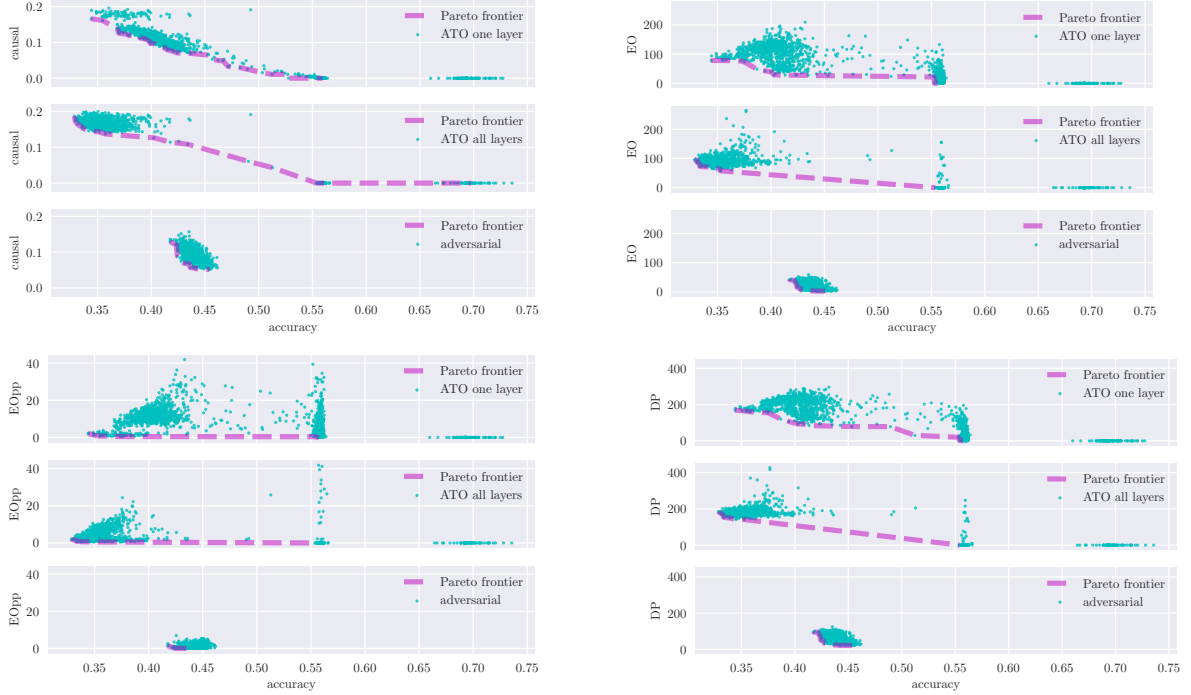 0.2
0.1
0.0
causal
Pareto frontier
ATO one layer
0.2
0.1
0.0
causal
Pareto frontier
ATO all layers
0.2
0.1
0.0
causal
Pareto frontier
adversarial
0.35 0.40 0.45 0.50 0.55 0.60 0.65 0.70 0.75
accuracy
200
100
0
EO
Pareto frontier
ATO one layer
200
100
0
EO
Pareto frontier
ATO all layers
200
100
0
EO
Pareto frontier
adversarial
0.35 0.40 0.45 0.50 0.55 0.60 0.65 0.70 0.75
accuracy
40
20
0
EOpp
Pareto frontier
ATO one layer
40
20
0
EOpp
Pareto frontier
ATO all layers
40
20
0
EOpp
Pareto frontier
adversarial
0.35 0.40 0.45 0.50 0.55 0.60 0.65 0.70 0.75
accuracy
400
200
0
DP
Pareto frontier
ATO one layer
400
200
0
DP
Pareto frontier
ATO all layers
400
200
0
DP
Pareto frontier
adversarial
0.35 0.40 0.45 0.50 0.55 0.60 0.65 0.70 0.75
accuracy